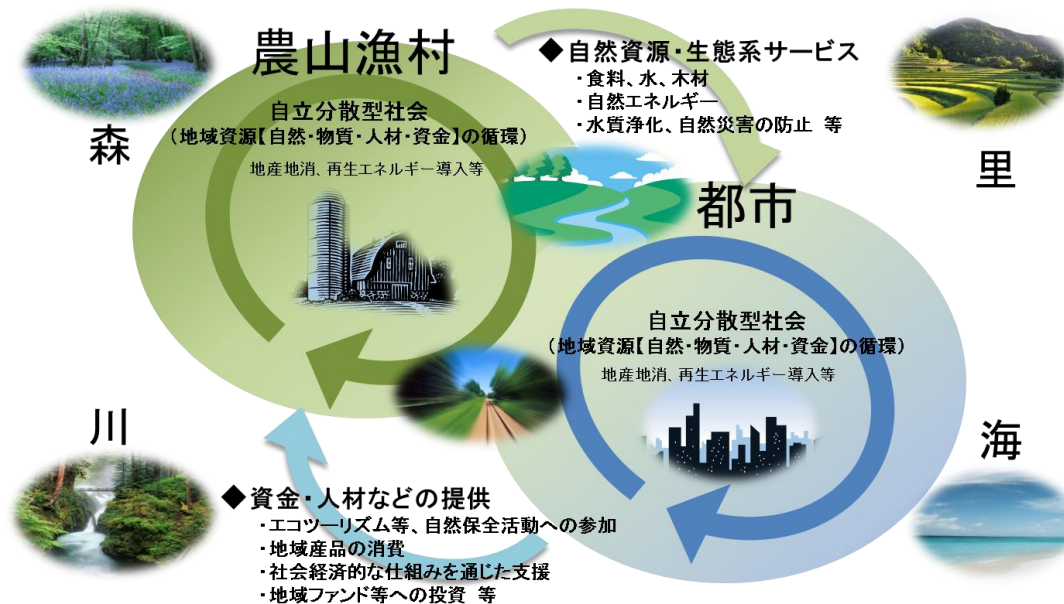 農山漁村
自立分散型社会
(地域資源【自然・物質・人材・資金】の循環)
地産地消、再生エネルギー導入等
◆自然資源・生態系サービス
・食料、水、木材
・自然エネルギー
・水質浄化、自然災害の防止 等
森
里
都市
自立分散型社会
(地域資源【自然・物質・人材・資金】の循環)
地産地消、再生エネルギー導入等
川
海
◆資金・人材などの提供
・エコツーリズム等、自然保全活動への参加
・地域産品の消費
・社会経済的な仕組みを通じた支援
・地域ファンド等への投資 等